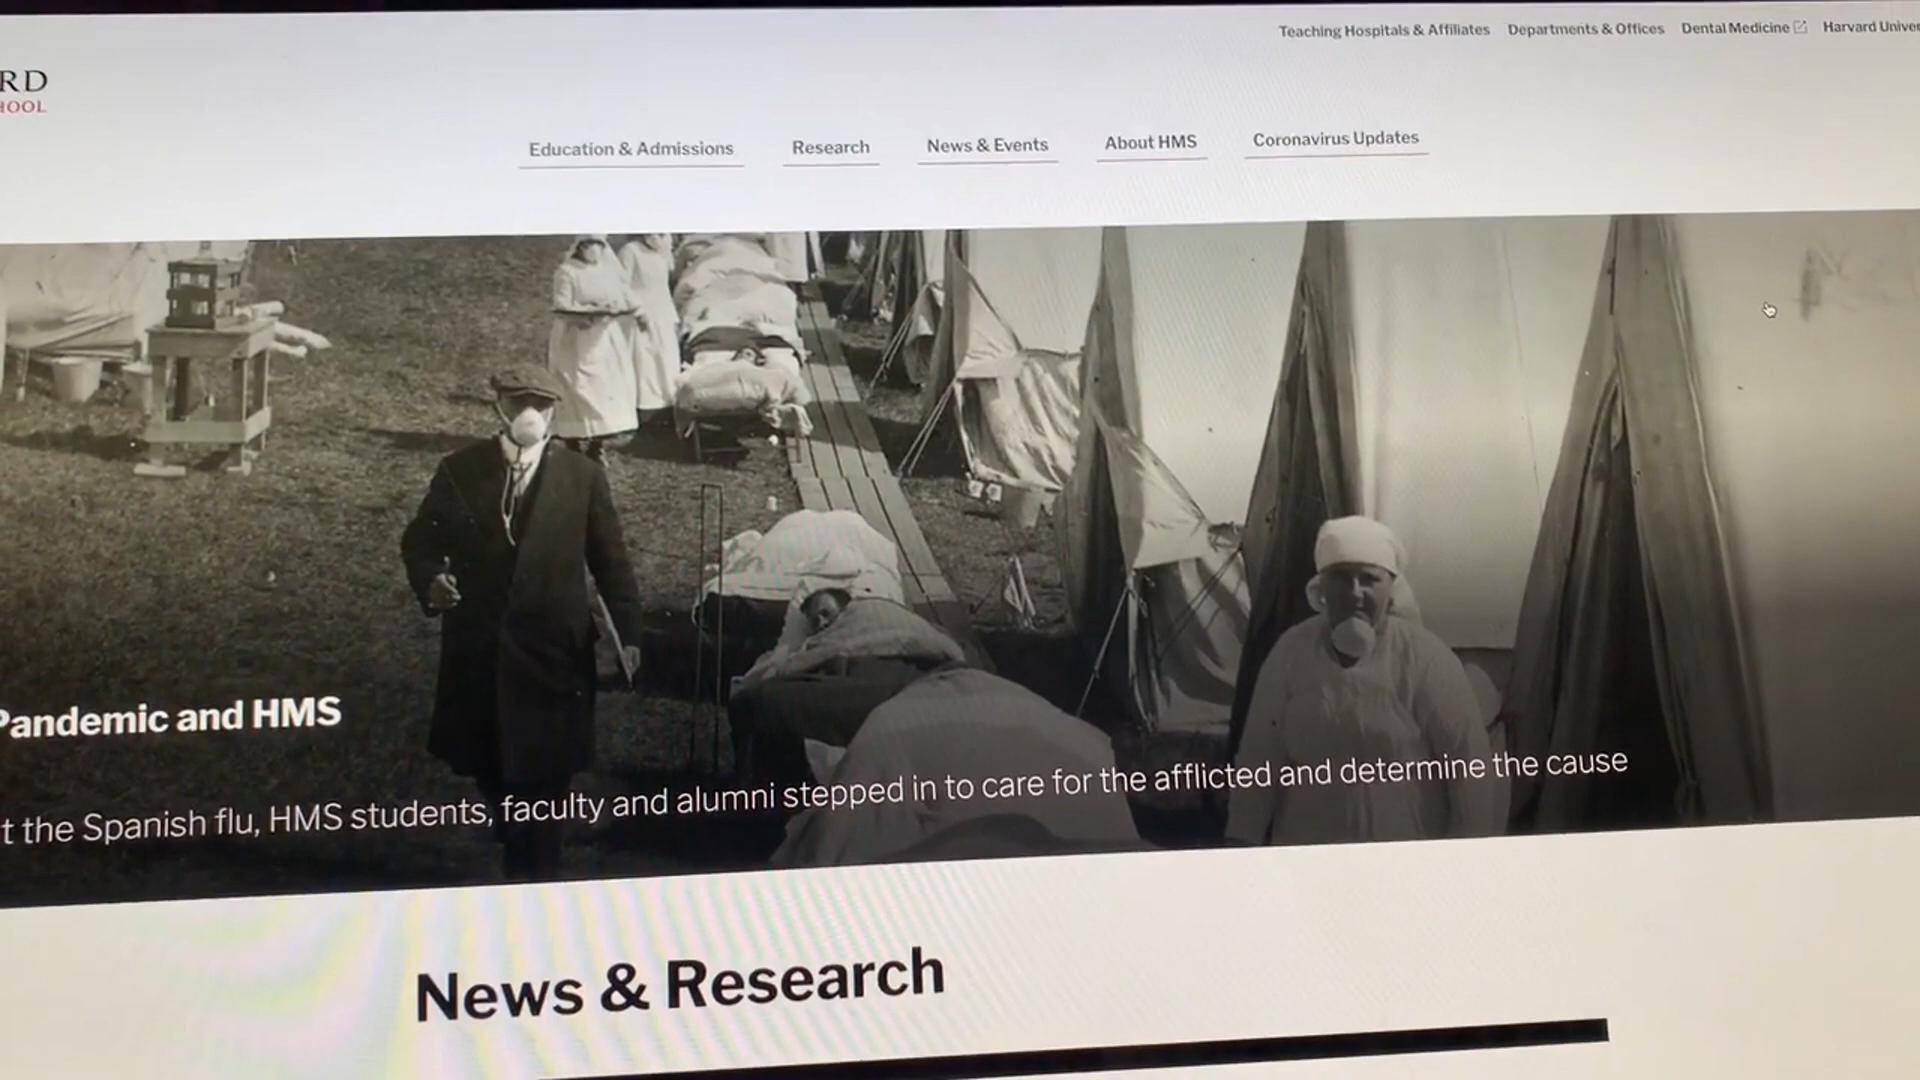 Teaching Hospitals & Affiliates Departments & Offices Dental Medicine Harvard Univer
RD
HOOL
Education & Admissions Research News & Events About HMS Coronavirus Updates
Pandemic and HMS
t the Spanish flu, HMS students, faculty and alumni stepped in to care for the afflicted and determine the cause
News & Research